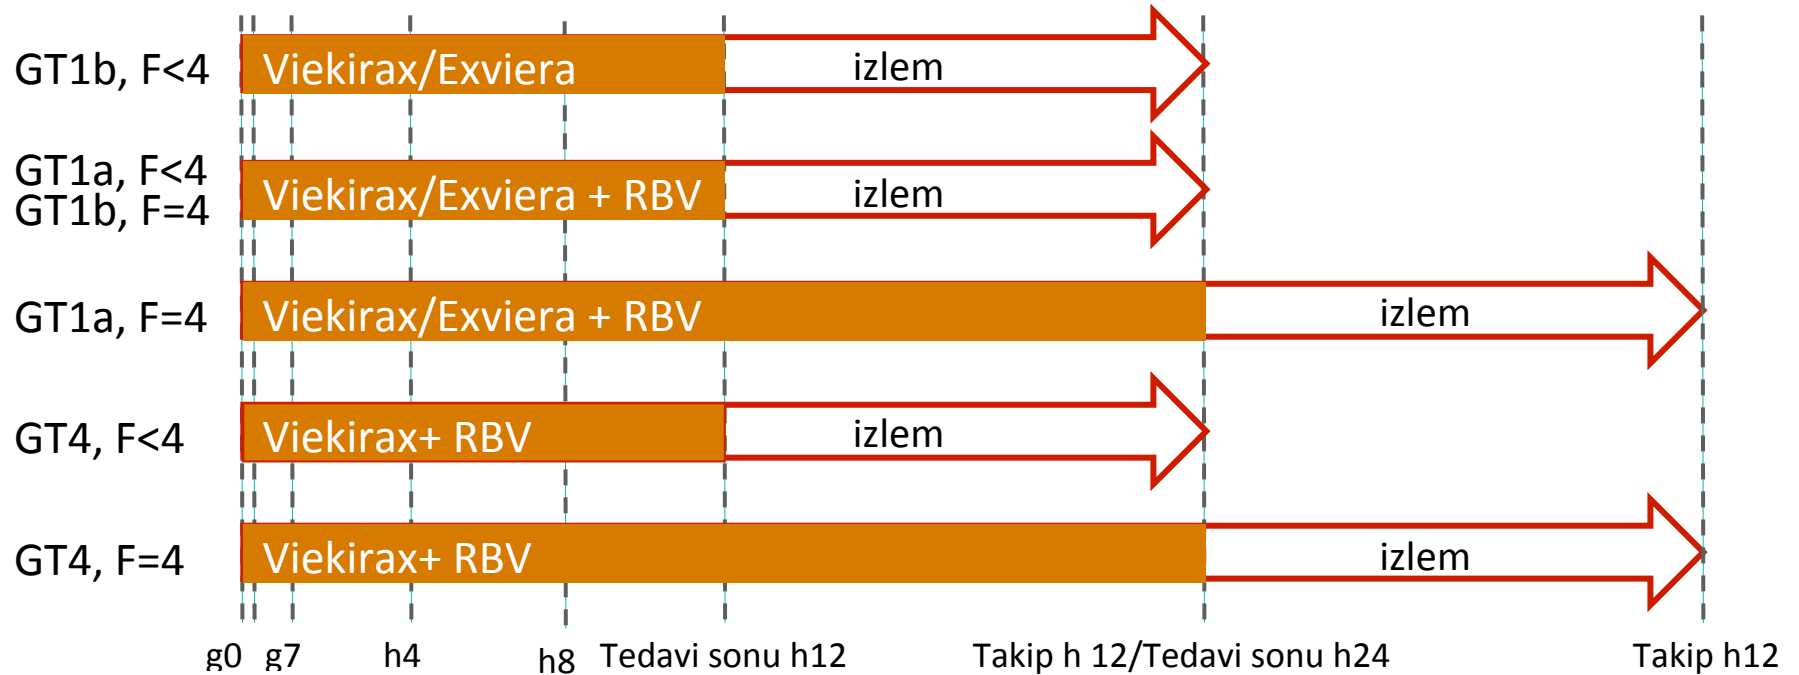 GT1b, F<4
Viekirax/Exviera
izlem
GT1a, F<4
GT1b, F=4
Viekirax/Exviera + RBV
izlem
GT1a, F=4
Viekirax/Exviera + RBV
izlem
GT4, F<4
Viekirax+ RBV
izlem
GT4, F=4
Viekirax+ RBV
izlem
g0
g7
h4
h8
Tedavi sonu h12
Takip h 12/Tedavi sonu h24
Takip h12